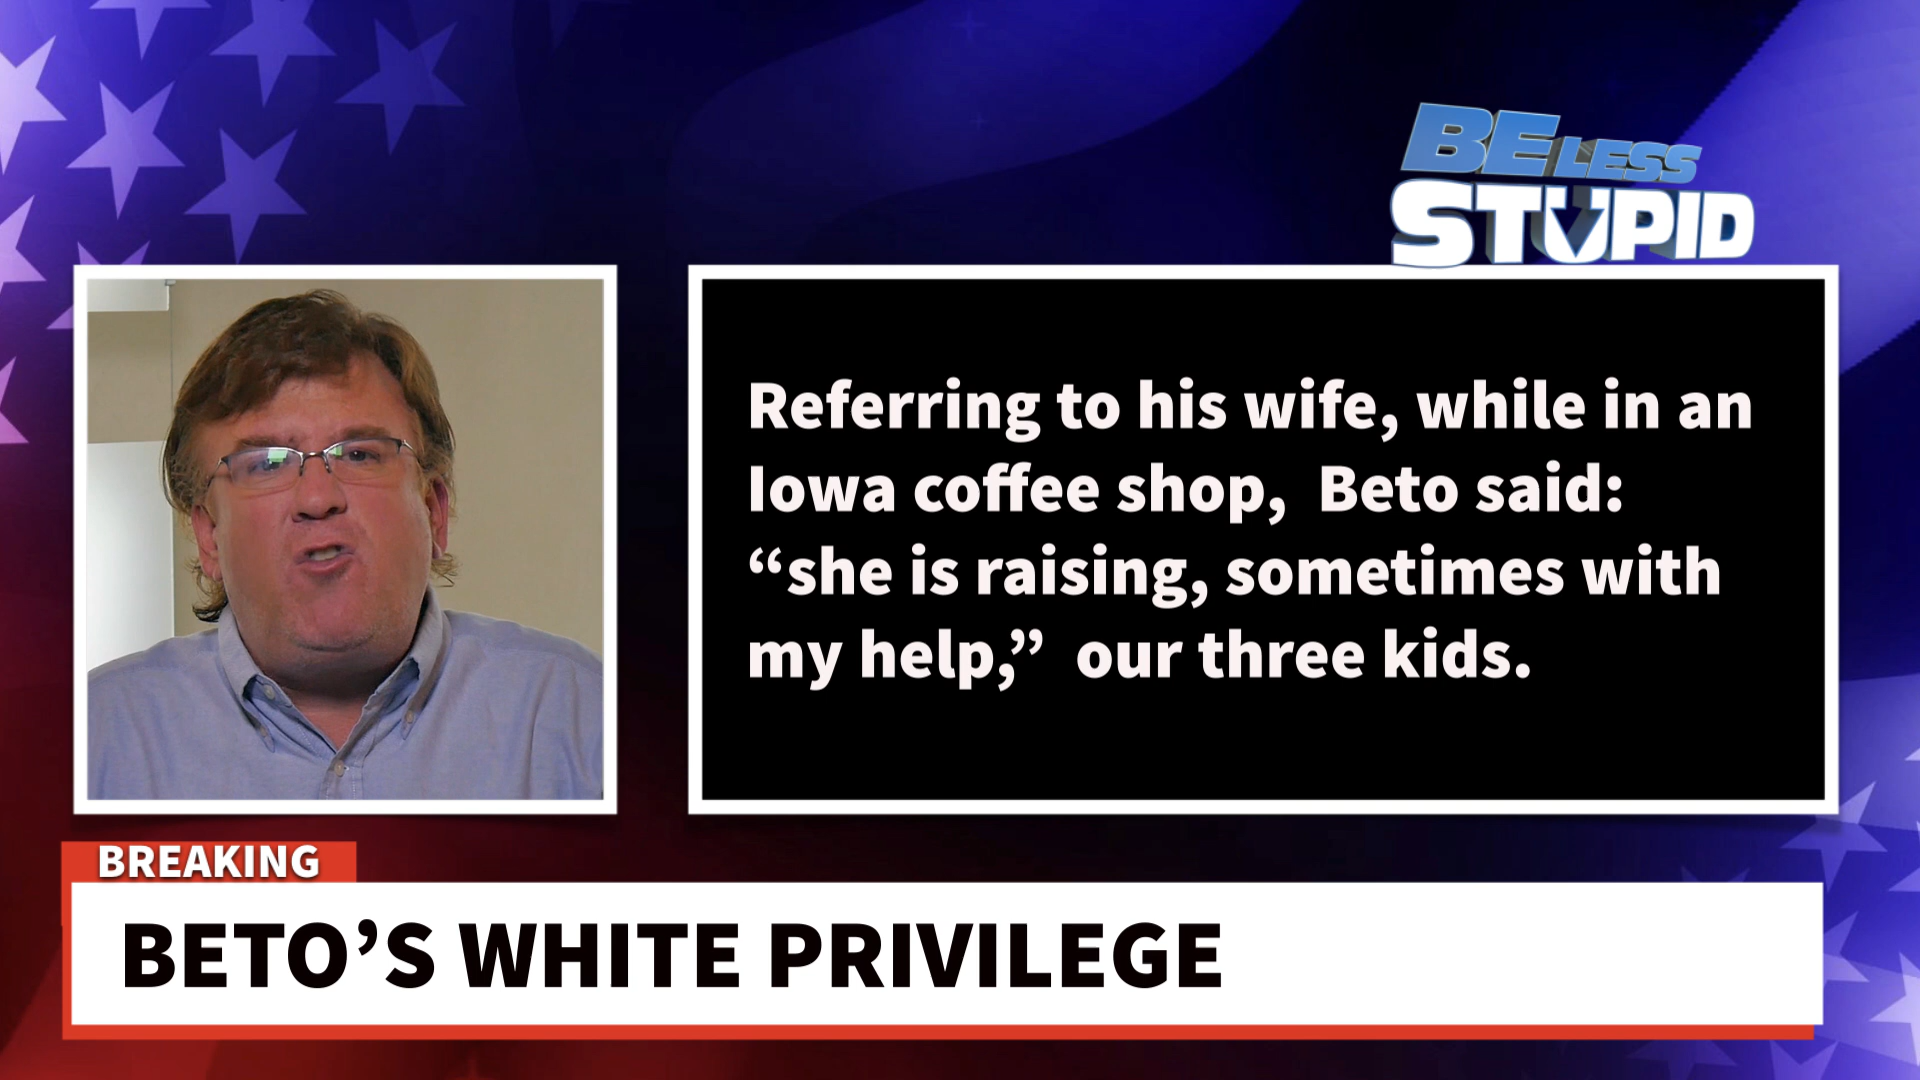 BE LESS
STUPID
Referring to his wife, while in an
Iowa coffee shop,  Beto said:
“she is raising, sometimes with
my help,”  our three kids.
BREAKING
BETO’S WHITE PRIVILEGE